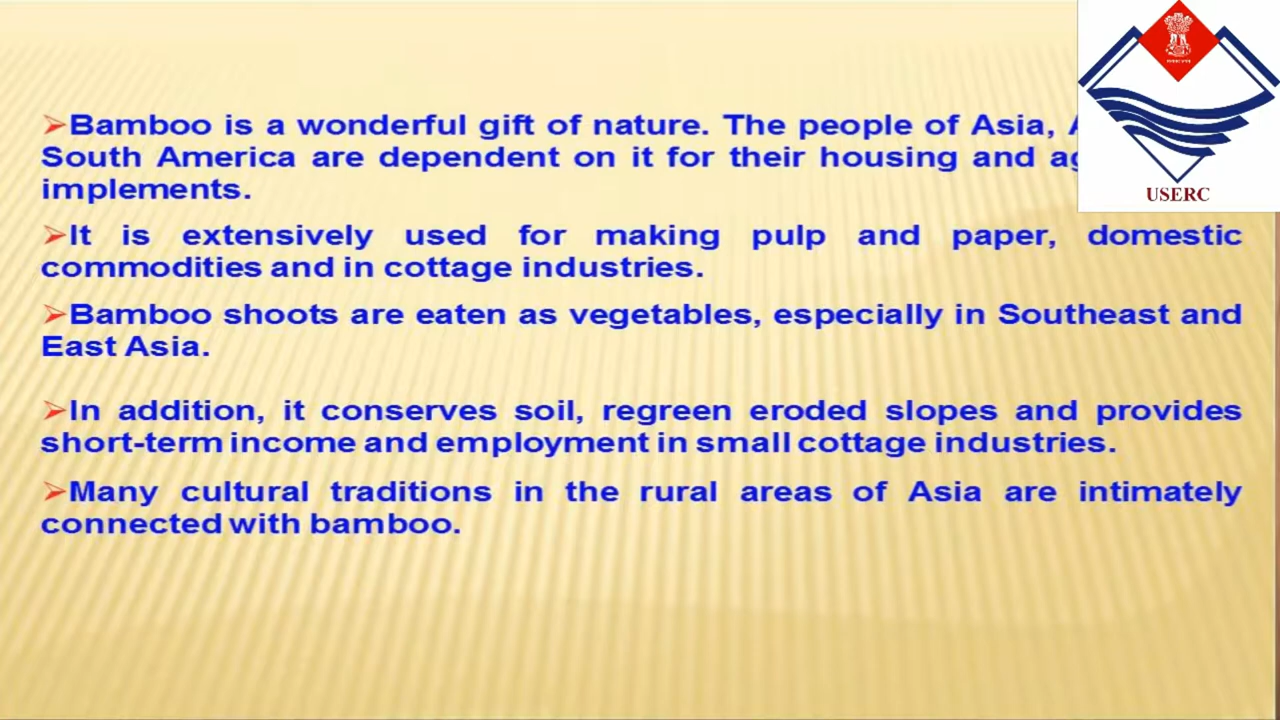 ➢Bamboo is a wonderful gift of nature. The people of Asia,
South America are dependent on it for their housing and
implements.
➢It is extensively used for making pulp and paper, domestic
commodities and in cottage industries.
➢Bamboo shoots are eaten as vegetables, especially in Southeast and
East Asia.
➢In addition, it conserves soil, regreen eroded slopes and provides
short-term income and employment in small cottage industries.
➢Many cultural traditions in the rural areas of Asia are intimately
connected with bamboo.
USERC